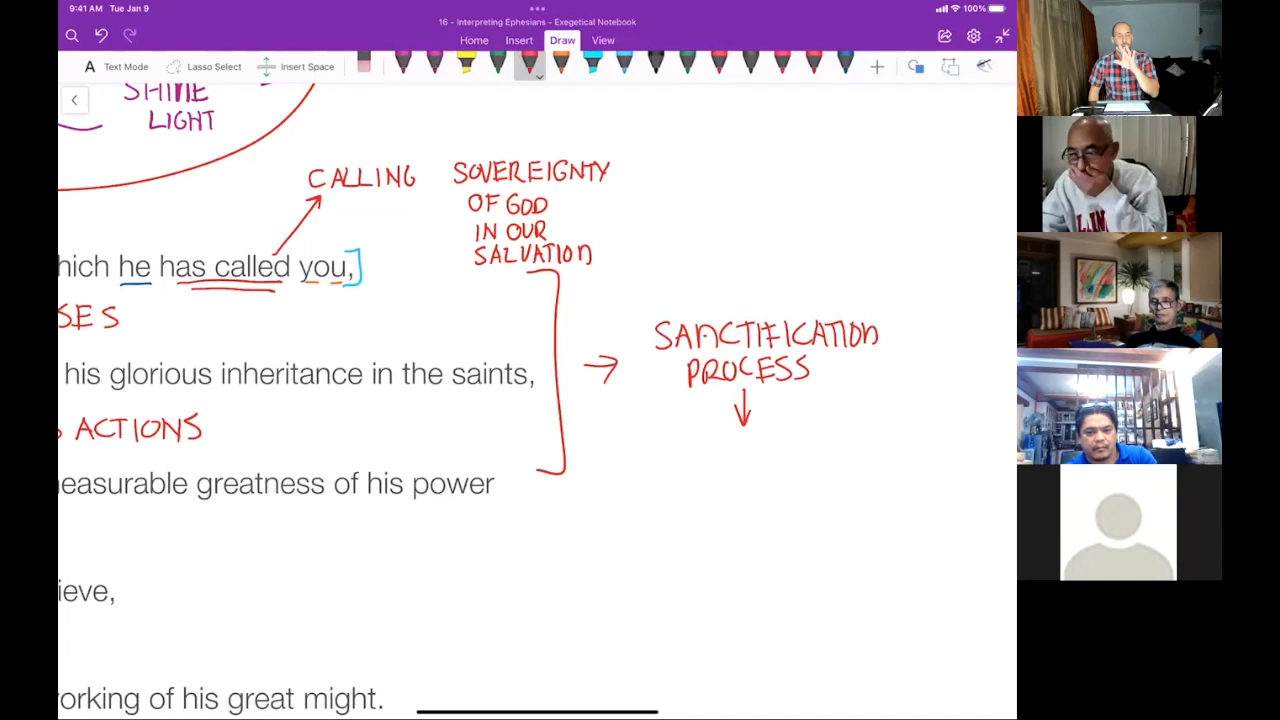 9:41 AM Tue Jan 9
100%
16 - Interpreting Ephesians - Exegetical Notebook
Home Insert Draw View
A Text Mode Lasso Select Insert Space
SHINE
LIGHT
CALLING
SOVEREIGNTY
OF GOD
IN OUR
SALVATION
hich he has called you,]
SES
SANCTIFICATION
PROCESS
his glorious inheritance in the saints,
ACTIONS
measurable greatness of his power
ieve,
orking of his great might.